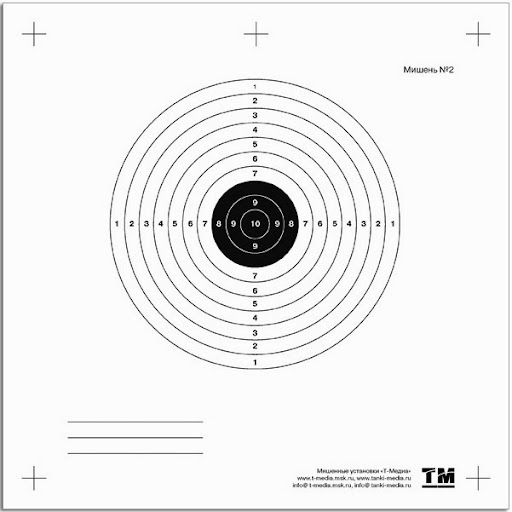 Мишень №2
1
2
3
4
5
6
7
9
1 2 3 4 5 6 7 8 9 10 9 8 7 6 5 4 3 2 1
9
7
6
5
4
3
2
1
Мишенные установки «Т-Медиа»
www.t-media.msk.ru, www.tanki-media.ru
info@t-media.msk.ru, info@ tanki-media.ru
ТМ